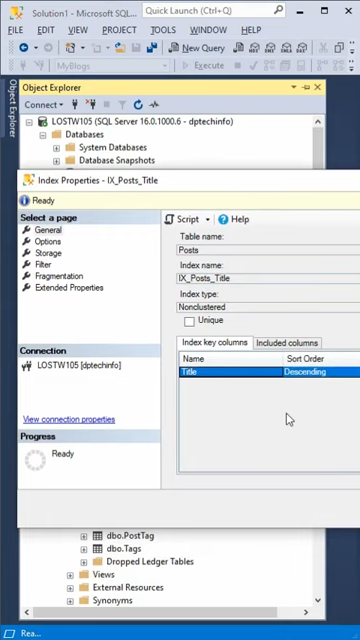 Solution1 - Microsoft SQL
Quick Launch (Ctrl+Q)
FILE EDIT VIEW PROJECT TOOLS WINDOW HELP
New Query
MyBlogs
Execute
Object Explorer
Object Explorer
Connect
LOSTW105 (SQL Server 16.0.1000.6 - dptechinfo)
Databases
System Databases
Database Snapshots
Index Properties - IX_Posts_Title
Ready
Select a page
General
Options
Storage
Filter
Fragmentation
Extended Properties
Connection
LOSTW105 [dptechinfo]
View connection properties
Progress
Ready
Script
Help
Table name:
Posts
Index name:
IX_Posts_Title
Index type:
Nonclustered
Unique
Index key columns Included columns
Name Sort Order
Title Descending
dbo.PostTag
dbo.Tags
Dropped Ledger Tables
Views
External Resources
Synonyms
Rea...